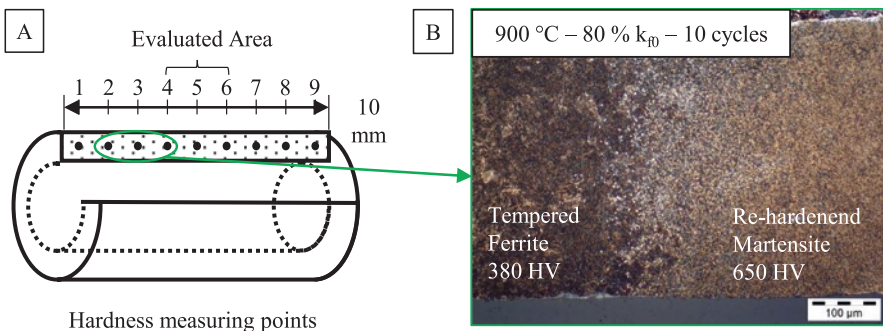 A
Evaluated Area
1 2 3 4 5 6 7 8 9
10
mm
Hardness measuring points
B
900 °C – 80 % kf0 – 10 cycles
Tempered
Ferrite
380 HV
Re-hardenend
Martensite
650 HV
100 µm